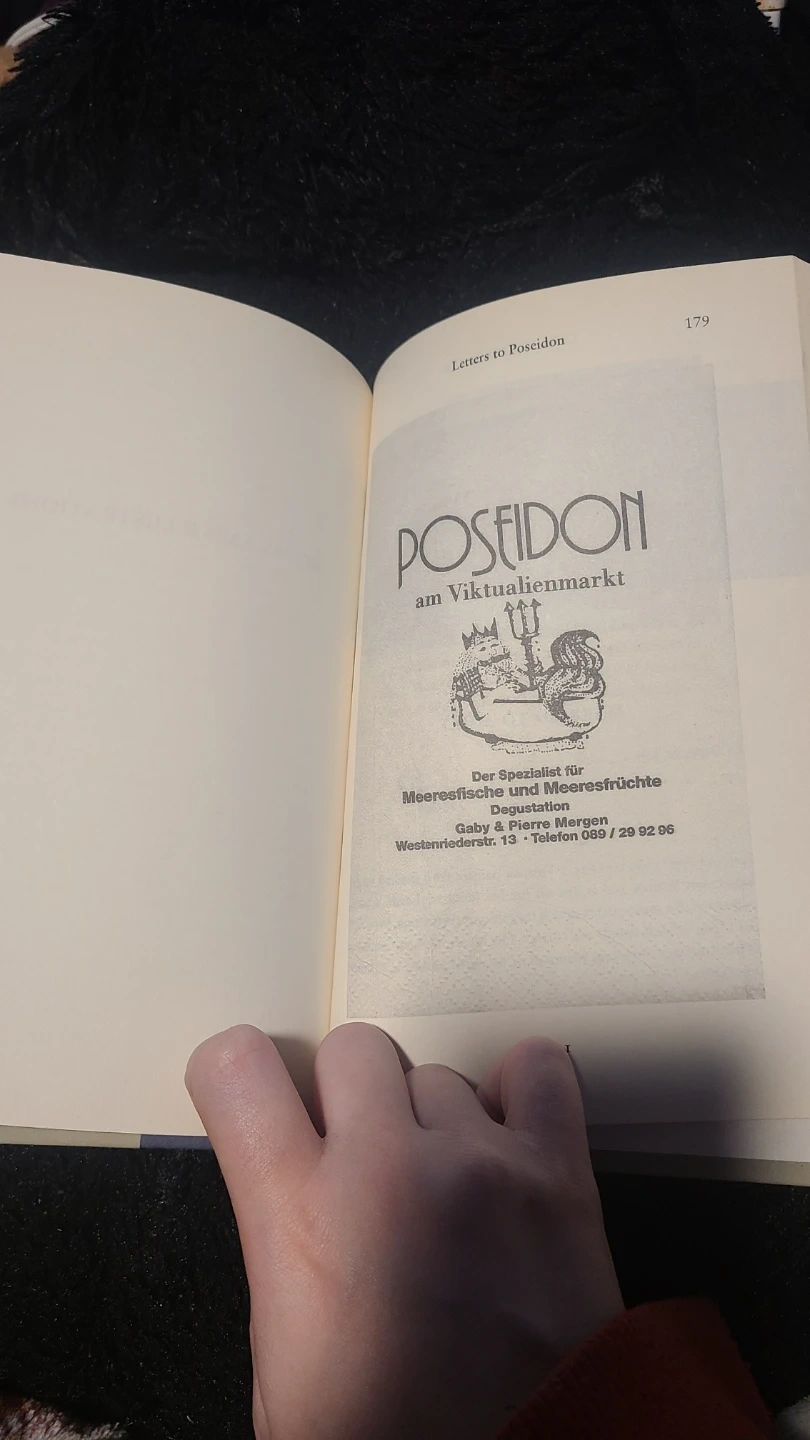 179
Letters to Poseidon
POSEIDON
am Viktualienmarkt
Der Spezialist für
Meeresfische und Meeresfrüchte
Degustation
Gaby & Pierre Mergen
Westenriederstr. 13 · Telefon 089 / 29 92 96